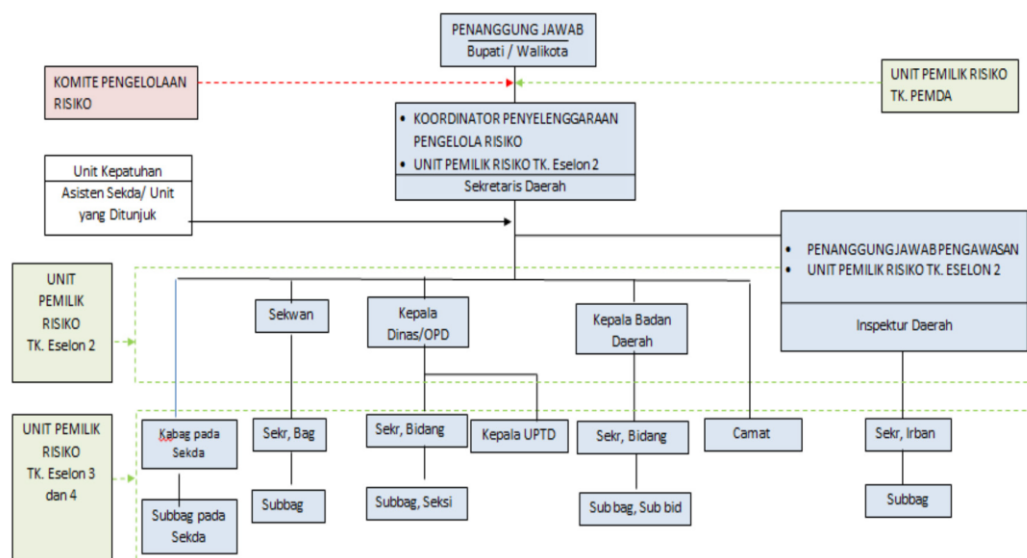 PENANGGUNG JAWAB
Bupati / Walikota
KOMITE PENGELOLAAN
RISIKO
UNIT PEMILIK RISIKO
TK. PEMDA
• KOORDINATOR PENYELENGGARAAN
PENGELOLA RISIKO
• UNIT PEMILIK RISIKO TK. Eselon 2
Sekretaris Daerah
Unit Kepatuhan
Asisten Sekda/ Unit
yang Ditunjuk
• PENANGGUNG JAWAB PENGAWASAN
• UNIT PEMILIK RISIKO TK. ESELON 2
Inspektur Daerah
UNIT
PEMILIK
RISIKO
TK. Eselon 2
Sekwan
Kepala
Dinas/OPD
Kepala Badan
Daerah
UNIT PEMILIK
RISIKO
TK. Eselon 3
dan 4
Kabag pada
Sekda
Sekr, Bag
Sekr, Bidang
Kepala UPTD
Sekr, Bidang
Camat
Sekr, Irban
Subbag pada
Sekda
Subbag
Subbag, Seksi
Subbag, Sub bid
Subbag